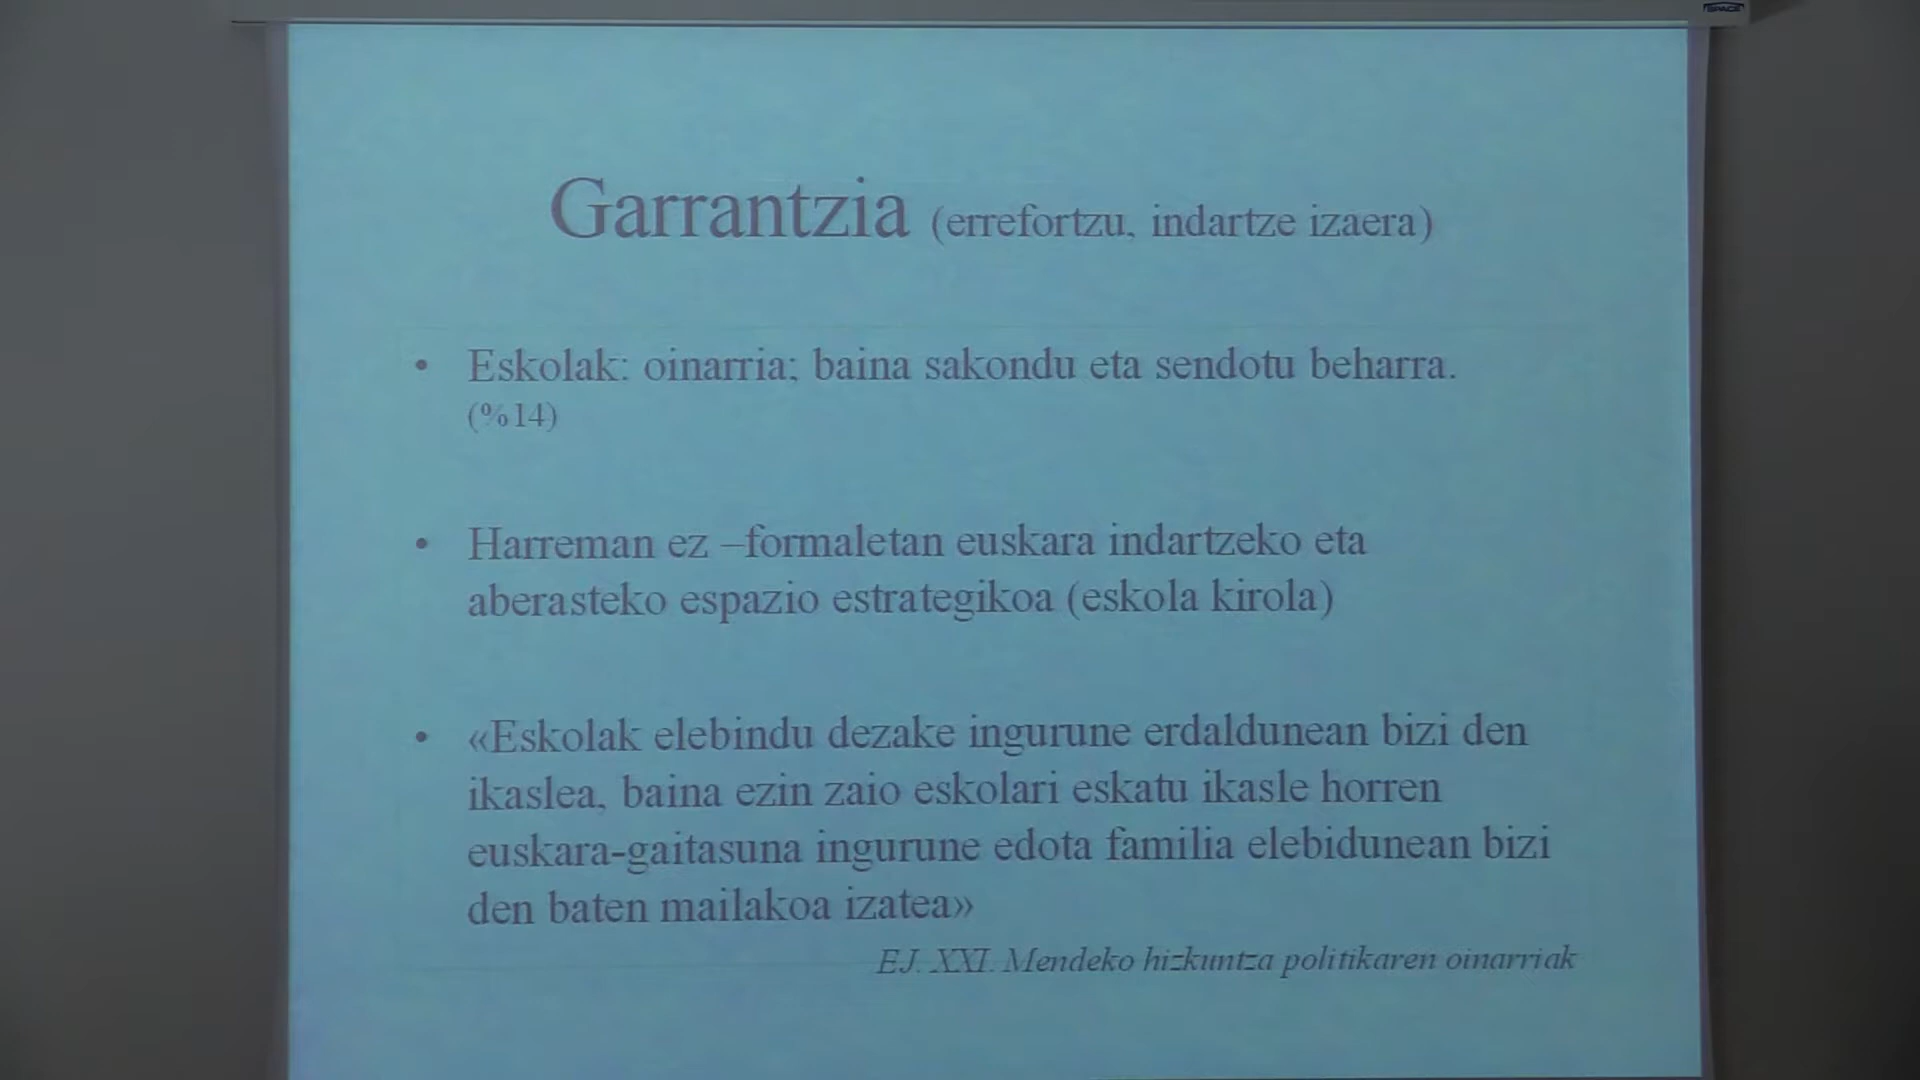 SPACE
Garrantzia (errefortzu, indartze izaera)
• Eskolak: oinarria; baina sakondu eta sendotu beharra.
(%14)
• Harreman ez –formaletan euskara indartzeko eta
aberasteko espazio estrategikoa (eskola kirola)
• «Eskolak elebindu dezake ingurune erdaldunean bizi den
ikaslea, baina ezin zaio eskolari eskatu ikasle horren
euskara-gaitasuna ingurune edota familia elebidunean bizi
den baten mailakoa izatea»
EJ. XXI. Mendeko hizkuntza politikaren oinarriak